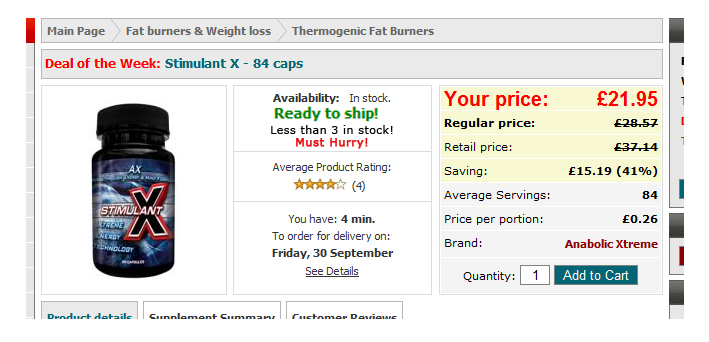 Main Page
Fat burners & Weight loss
Thermogenic Fat Burners
Deal of the Week: Stimulant X - 84 caps
AX
STIMULANT
X
XTREME
ENERGY
TECHNOLOGY
CAPSULES
Availability: In stock.
Ready to ship!
Less than 3 in stock!
Must Hurry!
Average Product Rating:
(4)
You have: 4 min.
To order for delivery on:
Friday, 30 September
See Details
Your price: £21.95
Regular price: £28.57
Retail price: £37.14
Saving: £15.19 (41%)
Average Servings: 84
Price per portion: £0.26
Brand: Anabolic Xtreme
Quantity: 1 Add to Cart
Product details
Supplement Summary
Customer Reviews